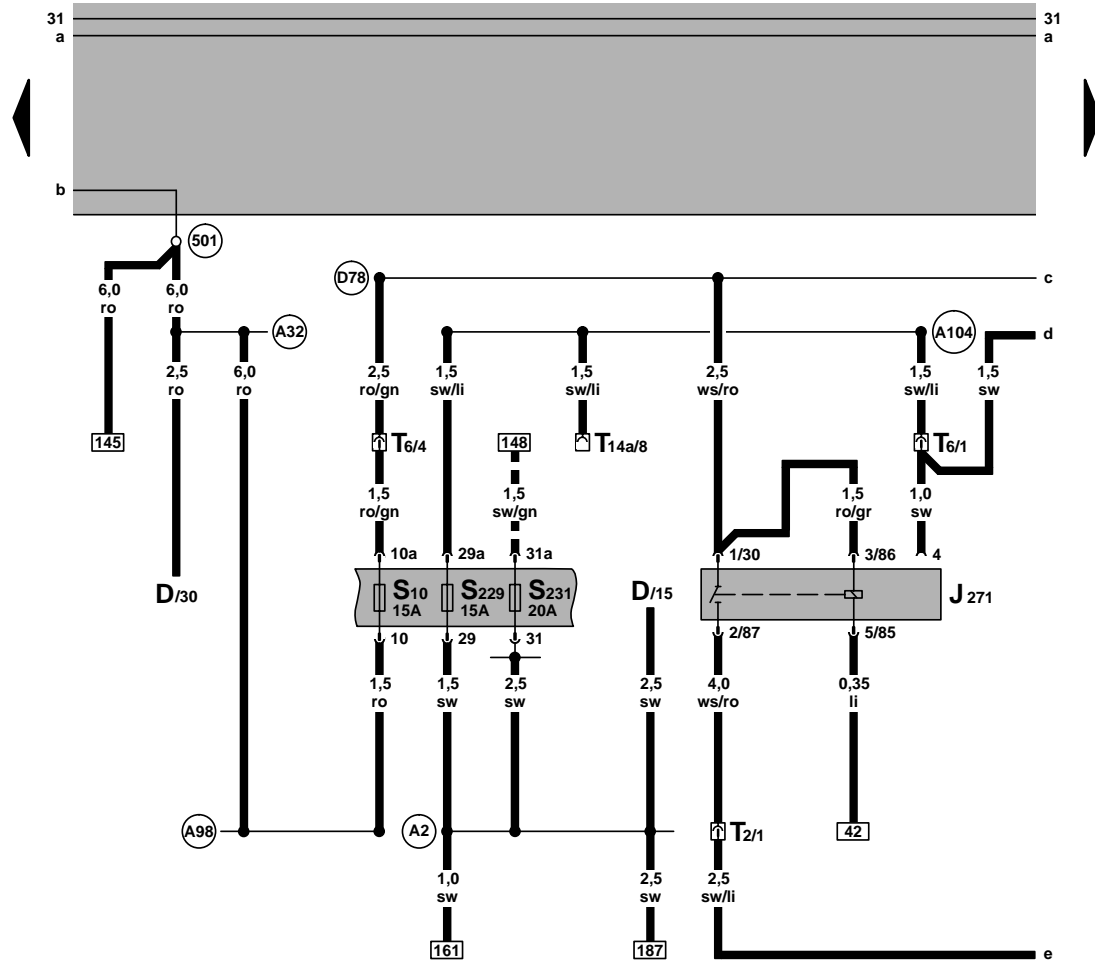 31 31
a a
b
501
D78 c
6,0 6,0
ro ro
A32 A104 d
2,5 6,0 2,5 1,5 1,5 2,5 1,5 1,5
ro ro ro/gn sw/li sw/li ws/ro sw/li sw
145 T6/4 148 T14a/8 T6/1
1,5 1,5 1,5 1,0
ro/gn sw/gn ro/gr sw
10a 29a 31a 1/30 3/86 4
D/30 S10 S229 S231 D/15 J271
15A 15A 20A
10 29 31 2/87 5/85
1,5 1,5 2,5 2,5 4,0 0,35
ro sw sw sw ws/ro li
A98 A2 T2/1 42
1,0 2,5 2,5
sw sw sw/li
161 187 e